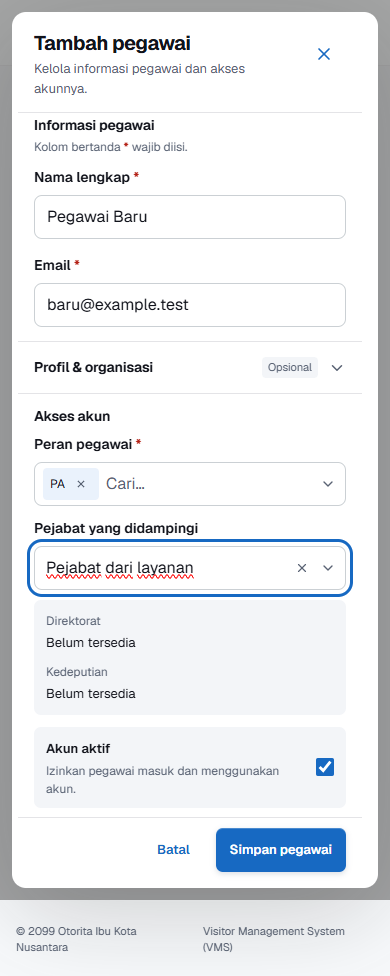 Tambah pegawai
Kelola informasi pegawai dan akses
akunnya.
Informasi pegawai
Kolom bertanda * wajib diisi.
Nama lengkap *
Pegawai Baru
Email *
baru@example.test
Profil & organisasi
Opsional
Akses akun
Peran pegawai *
PA
Cari...
Pejabat yang didampingi
Pejabat dari layanan
Direktorat
Belum tersedia
Kedeputian
Belum tersedia
Akun aktif
Izinkan pegawai masuk dan menggunakan
akun.
Batal
Simpan pegawai
© 2099 Otorita Ibu Kota
Nusantara
Visitor Management System
(VMS)